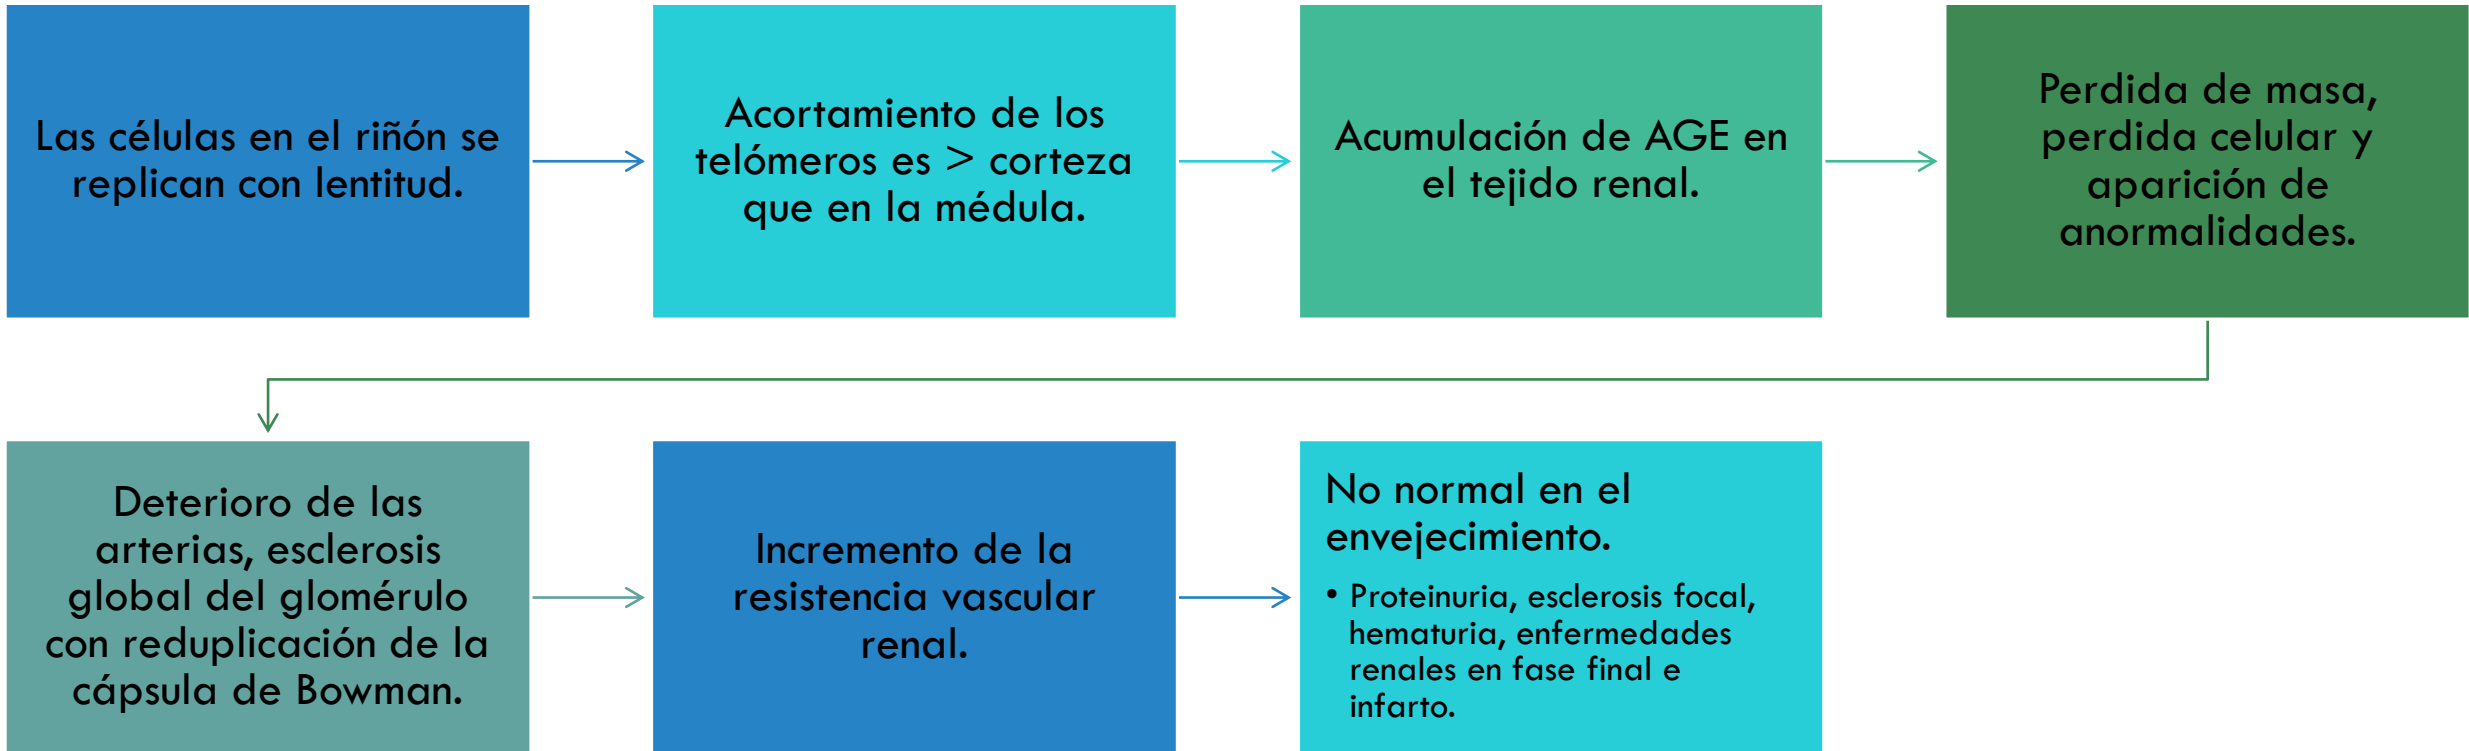 Las células en el riñón se
replican con lentitud.
Acortamiento de los
telómeros es > corteza
que en la médula.
Acumulación de AGE en
el tejido renal.
Perdida de masa,
perdida celular y
aparición de
anormalidades.
Deterioro de las
arterias, esclerosis
global del glomérulo
con reduplicación de la
cápsula de Bowman.
Incremento de la
resistencia vascular
renal.
No normal en el
envejecimiento.
• Proteinuria, esclerosis focal,
hematuria, enfermedades
renales en fase final e
infarto.